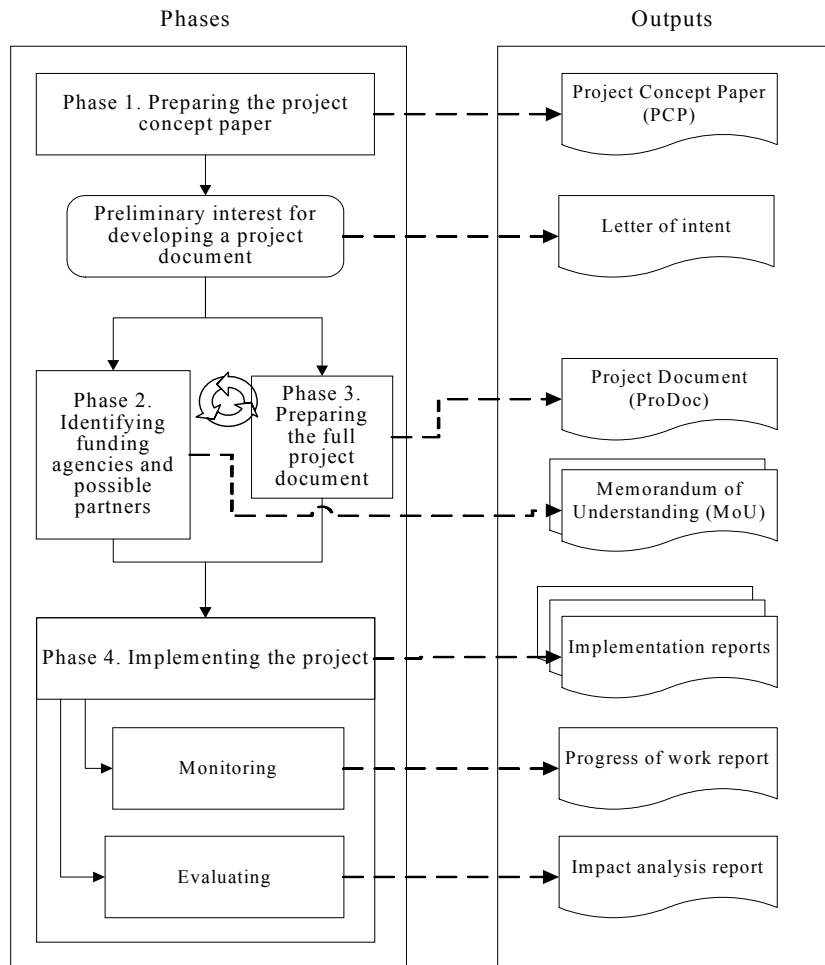 Phases
Outputs
Phase 1. Preparing the project
concept paper
Project Concept Paper
(PCP)
Preliminary interest for
developing a project
document
Letter of intent
Phase 2.
Identifying
funding
agencies and
possible
partners
Phase 3.
Preparing
the full
project
document
Project Document
(ProDoc)
Memorandum of
Understanding (MoU)
Phase 4. Implementing the project
Implementation reports
Monitoring
Progress of work report
Evaluating
Impact analysis report